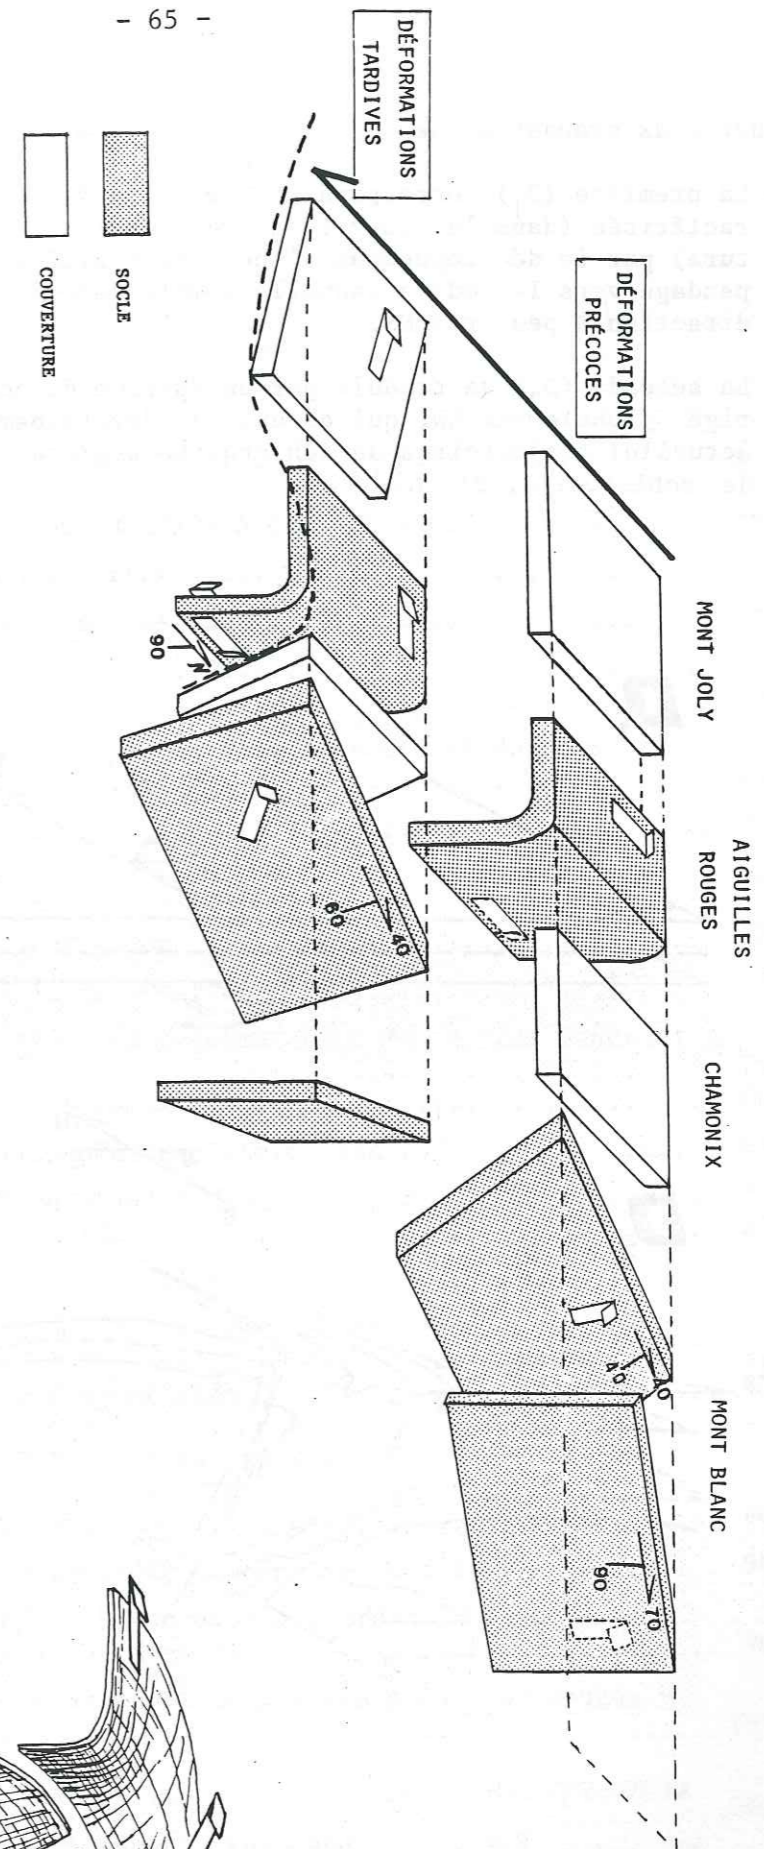 - 65 -
DÉFORMATIONS
TARDIVES
DÉFORMATIONS
PRÉCOCES
MONT JOLY
AIGUILLES
ROUGES
CHAMONIX
MONT BLANC
90
N
60
40
40
40
90
70
SOCLE
COUVERTURE